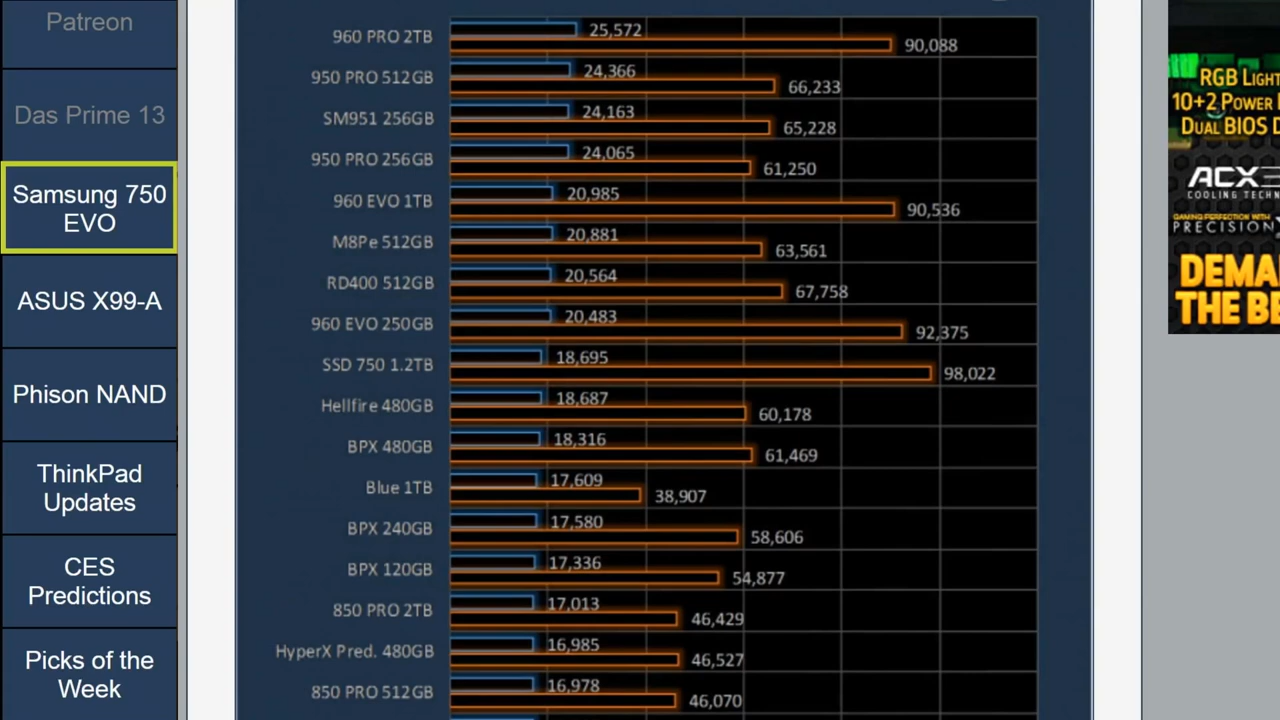 Patreon
Das Prime 13
Samsung 750
EVO
ASUS X99-A
Phison NAND
ThinkPad
Updates
CES
Predictions
Picks of the
Week
960 PRO 2TB 25,572 90,088
950 PRO 512GB 24,366 66,233
SM951 256GB 24,163 65,228
950 PRO 256GB 24,065 61,250
960 EVO 1TB 20,985 90,536
M8Pe 512GB 20,881 63,561
RD400 512GB 20,564 67,758
960 EVO 250GB 20,483 92,375
SSD 750 1.2TB 18,695 98,022
Hellfire 480GB 18,687 60,178
BPX 480GB 18,316 61,469
Blue 1TB 17,609 38,907
BPX 240GB 17,580 58,606
BPX 120GB 17,336 54,877
850 PRO 2TB 17,013 46,429
HyperX Pred. 480GB 16,985 46,527
850 PRO 512GB 16,978 46,070
RGB LIGHT
10+2 POWER
DUAL BIOS
ACX
COOLING TECHN
GAMING PERFECTION WITH
PRECISION
DEMA
THE BE